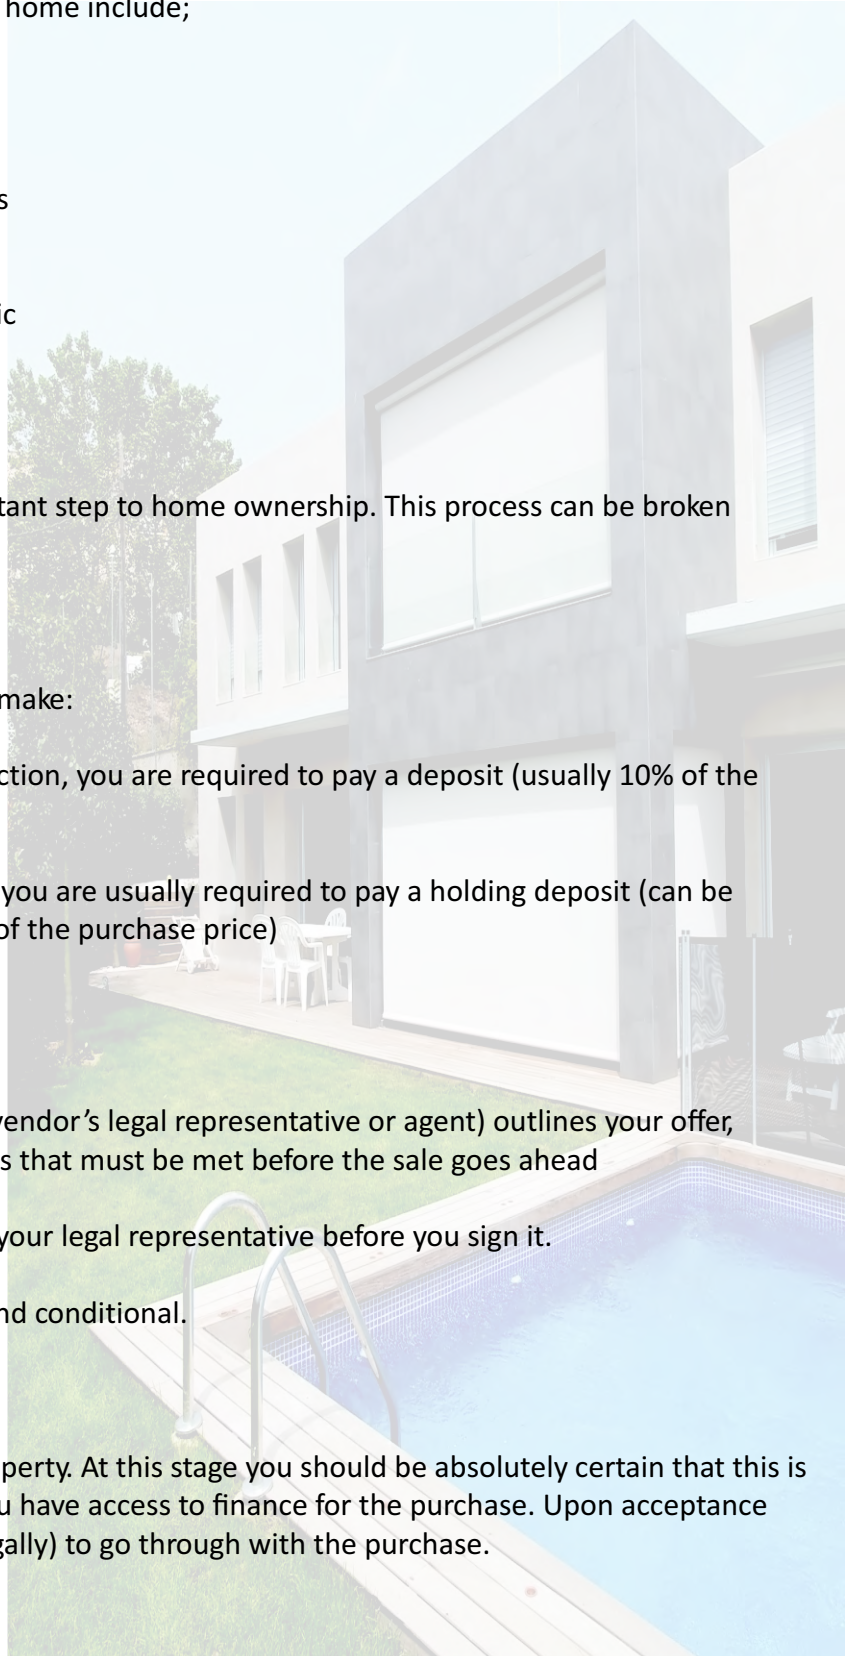 home include;
s
ic
tant step to home ownership. This process can be broken
make:
ction, you are required to pay a deposit (usually 10% of the
you are usually required to pay a holding deposit (can be
of the purchase price)
vendor’s legal representative or agent) outlines your offer,
s that must be met before the sale goes ahead
your legal representative before you sign it.
nd conditional.
perty. At this stage you should be absolutely certain that this is
u have access to finance for the purchase. Upon acceptance
gally) to go through with the purchase.